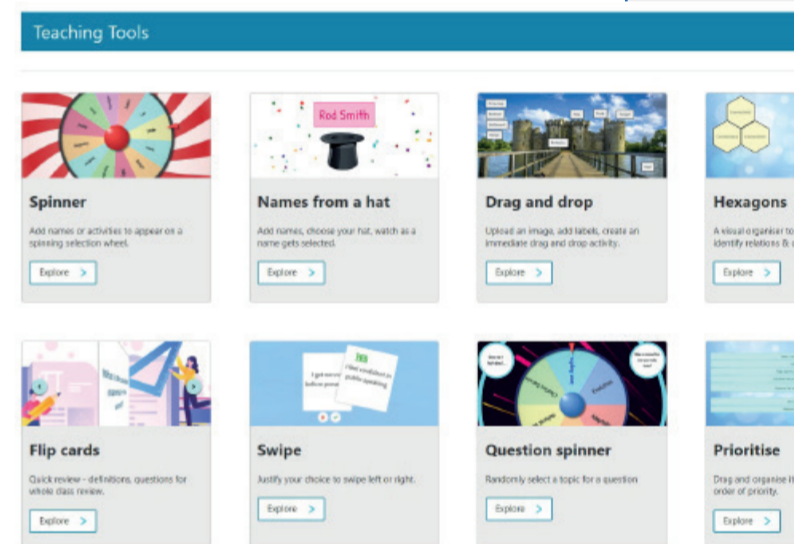 Teaching Tools
Spinner
Add names or activities to appear on a
spinning selection wheel.
Explore >
Rod Smith
Names from a hat
Add names, choose your hat, watch as a
name gets selected.
Explore >
Drag and drop
Upload an image, add labels, create an
immediate drag and drop activity.
Explore >
Hexagons
A visual organiser to
identify relations &
Explore >
Flip cards
Quick review - definitions, questions for
whole class review.
Explore >
public speaking
Swipe
Justify your choice to swipe left or right.
Explore >
Question spinner
Randomly select a topic for a question
Explore >
Prioritise
Drag and organise
order of priority.
Explore >